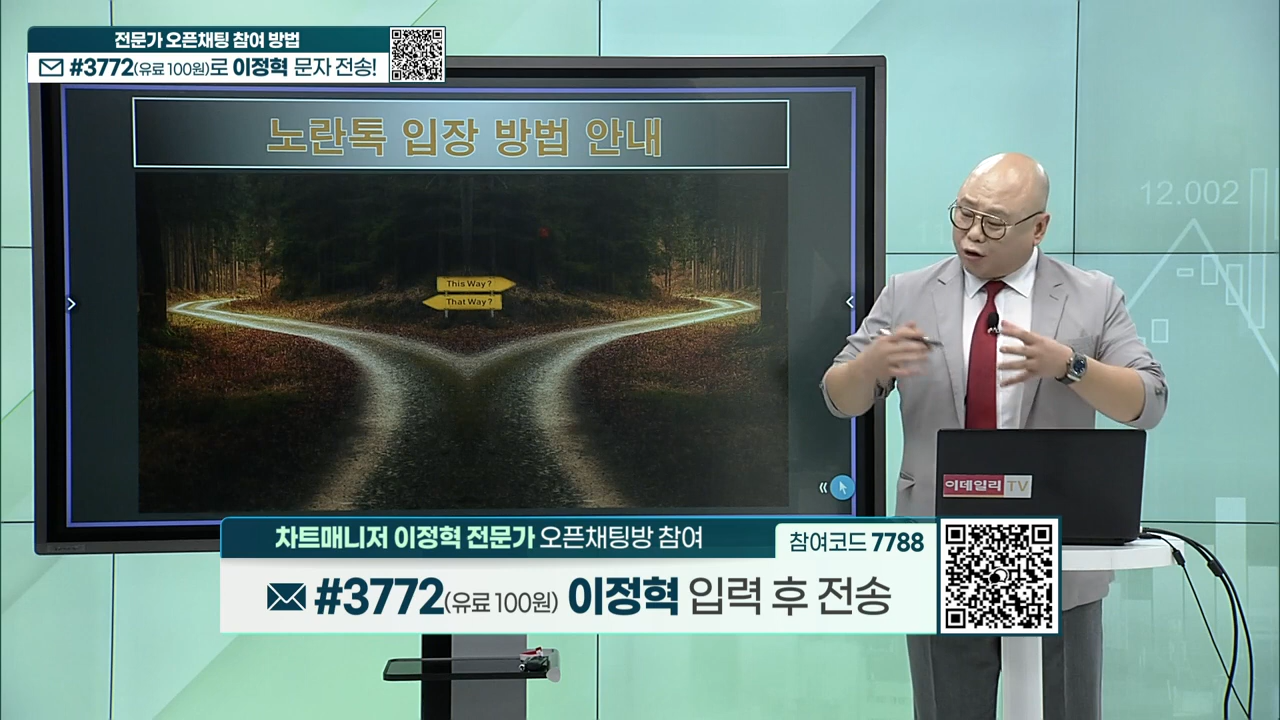 전문가 오픈채팅 참여 방법
#3772(유료 100원)로 이정혁 문자 전송!
노란톡 입장 방법 안내
This Way ?
That Way ?
12.002
이데일리 TV
차트매니저 이정혁 전문가 오픈채팅방 참여
참여코드 7788
#3772(유료 100원) 이정혁 입력 후 전송